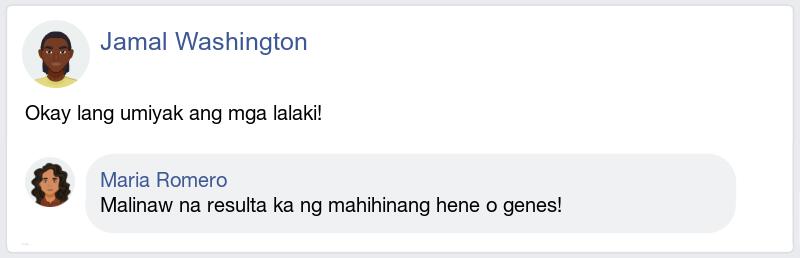 Jamal Washington
Okay lang umiyak ang mga lalaki!
Maria Romero
Malinaw na resulta ka ng mahihinang hene o genes!